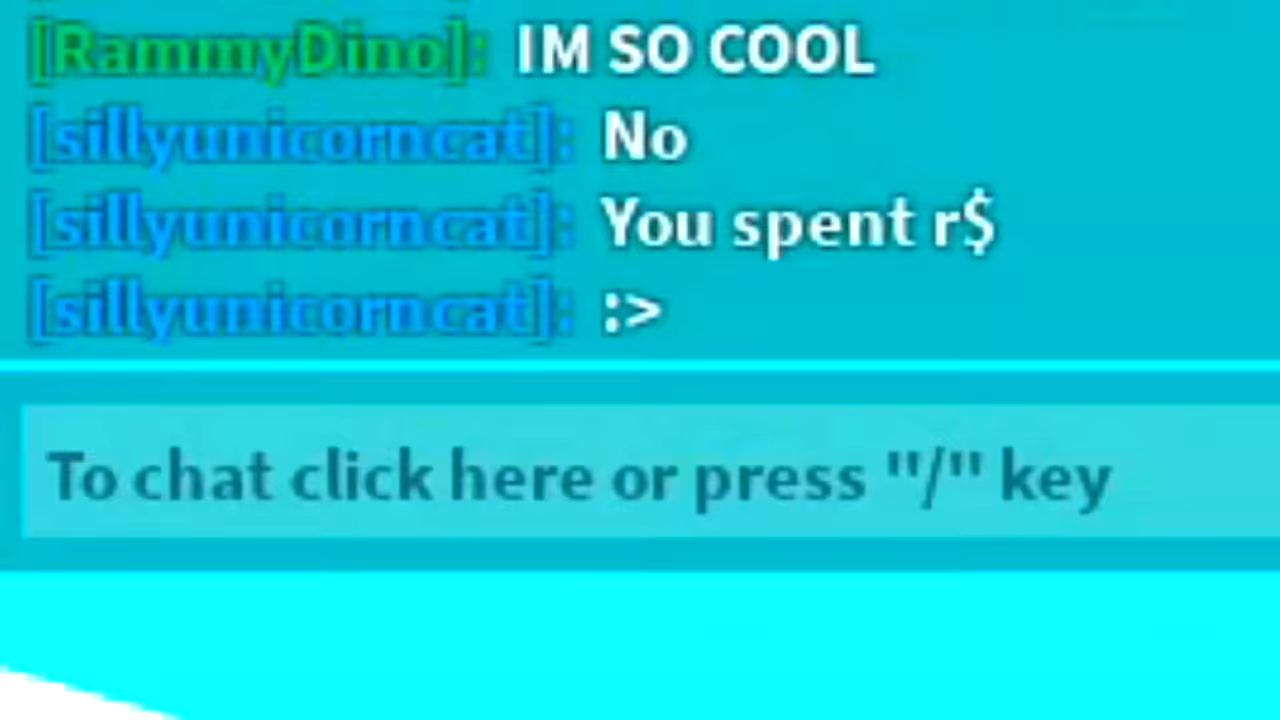 [RammyDino]: IM SO COOL
[sillyunicorncat]: No
[sillyunicorncat]: You spent r$
[sillyunicorncat]: :>
To chat click here or press "/" key